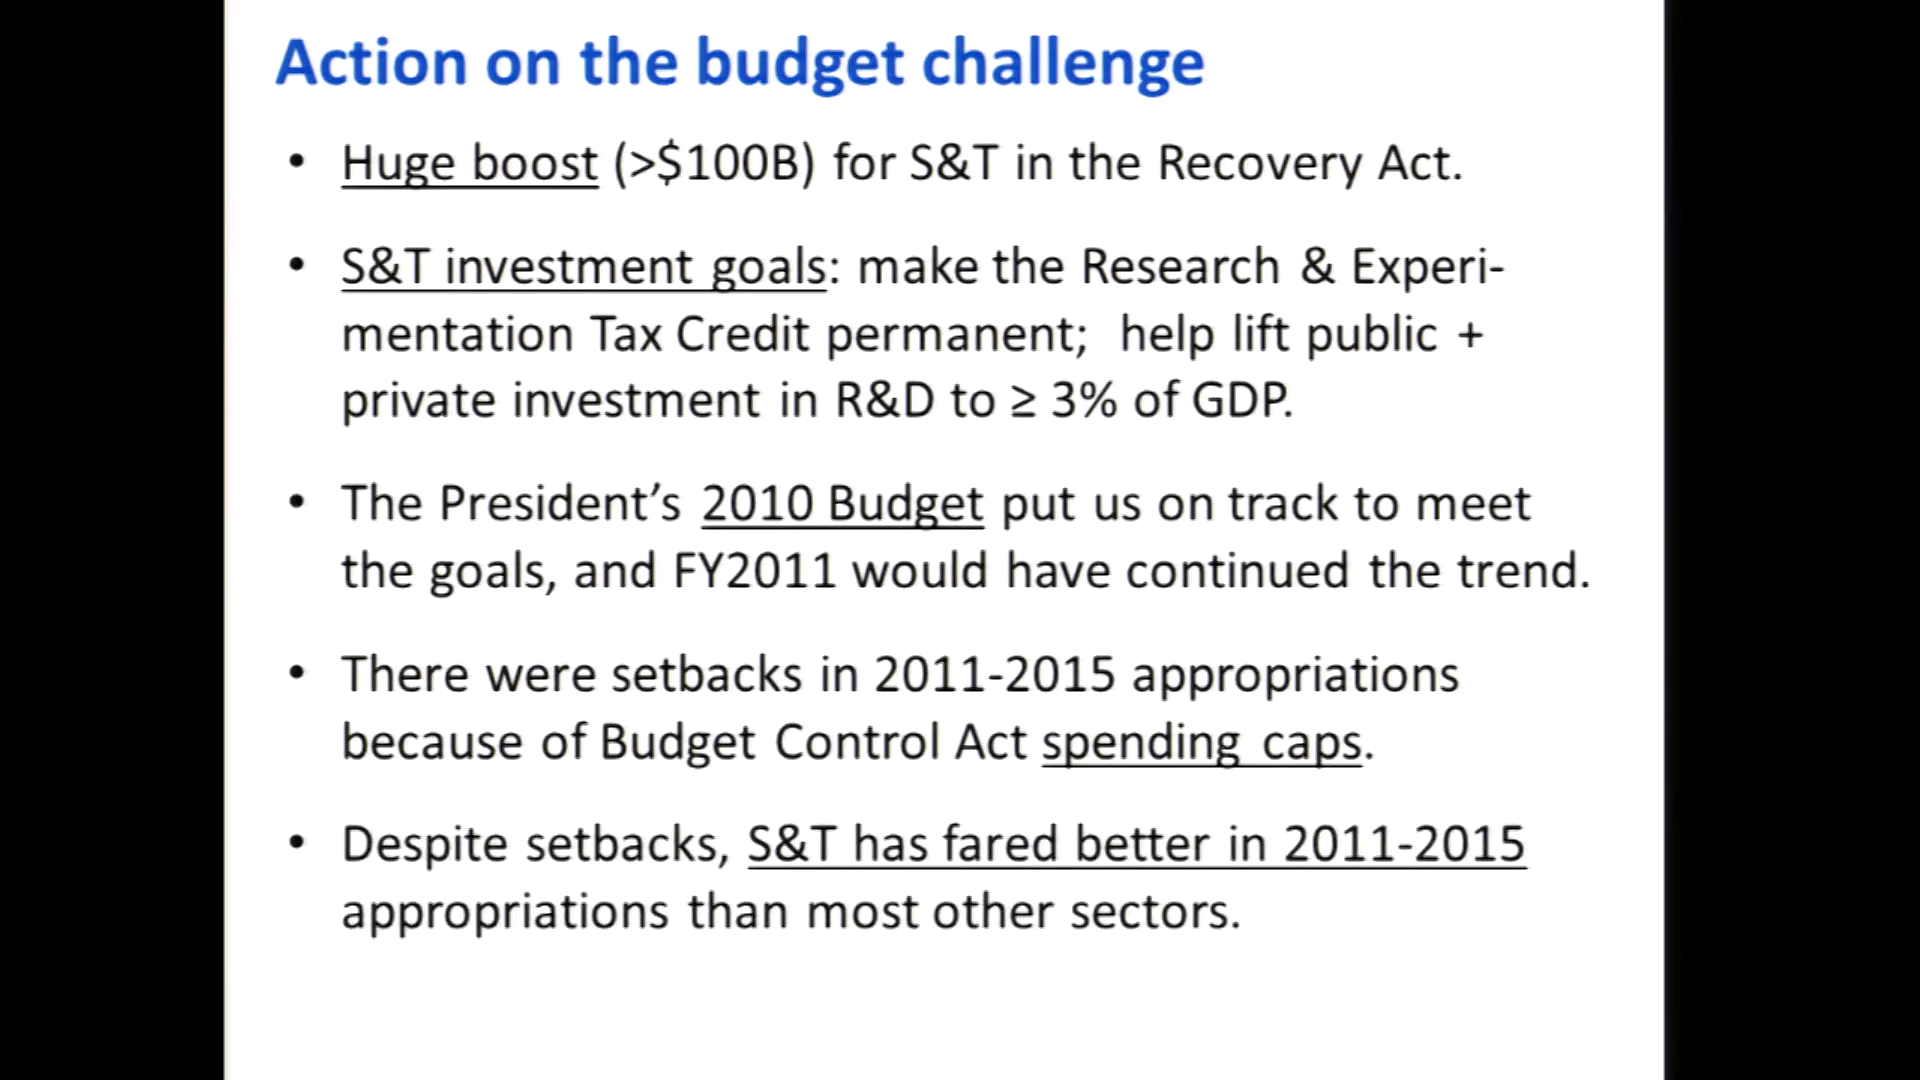 Action on the budget challenge
• Huge boost (>$100B) for S&T in the Recovery Act.
• S&T investment goals: make the Research & Experi-
mentation Tax Credit permanent; help lift public +
private investment in R&D to ≥ 3% of GDP.
• The President’s 2010 Budget put us on track to meet
the goals, and FY2011 would have continued the trend.
• There were setbacks in 2011-2015 appropriations
because of Budget Control Act spending caps.
• Despite setbacks, S&T has fared better in 2011-2015
appropriations than most other sectors.